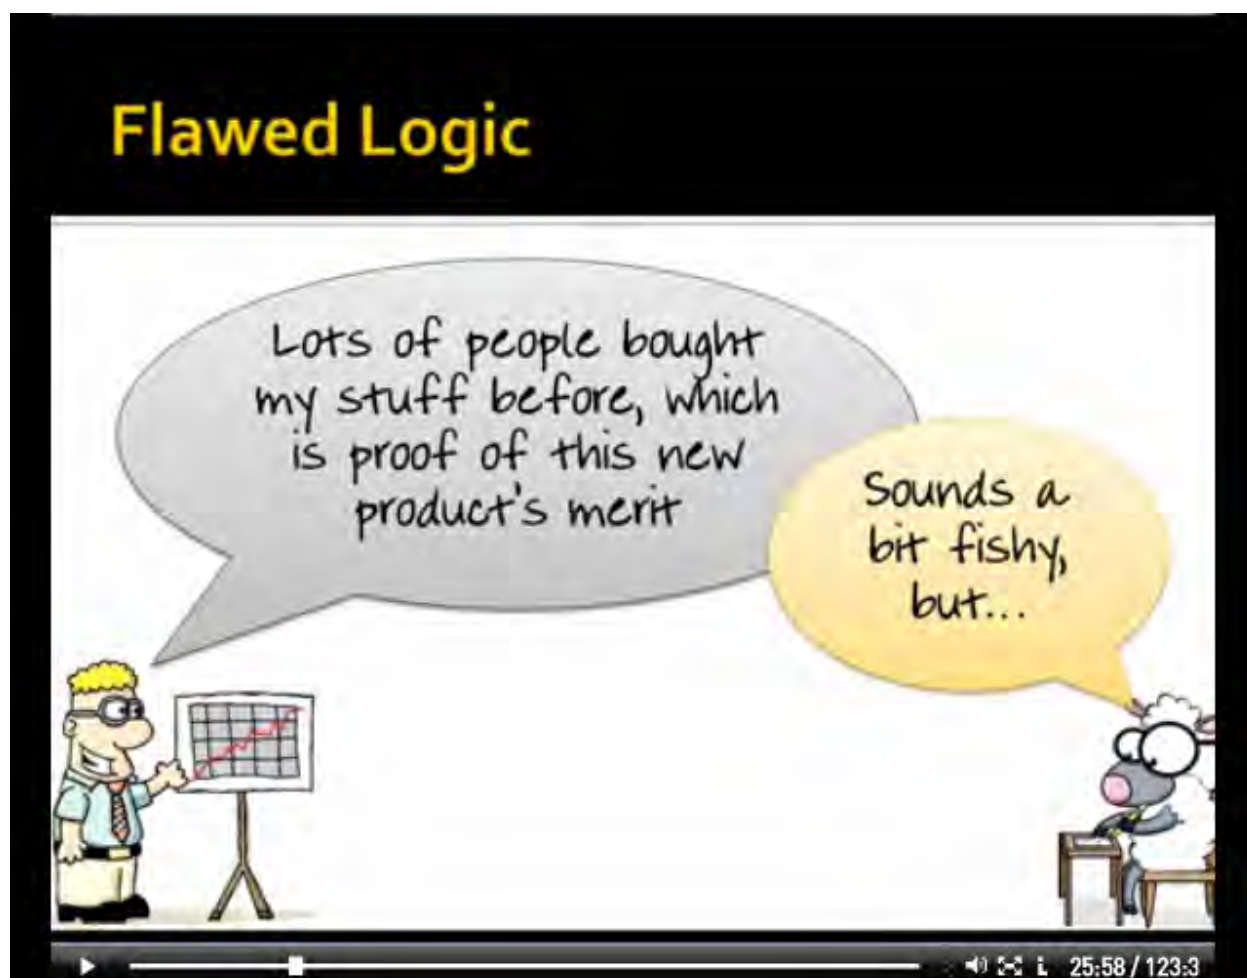 Flawed Logic
Lots of people bought
my stuff before, which
is proof of this new
product's merit
Sounds a
bit fishy,
but...
25:58 / 123:3